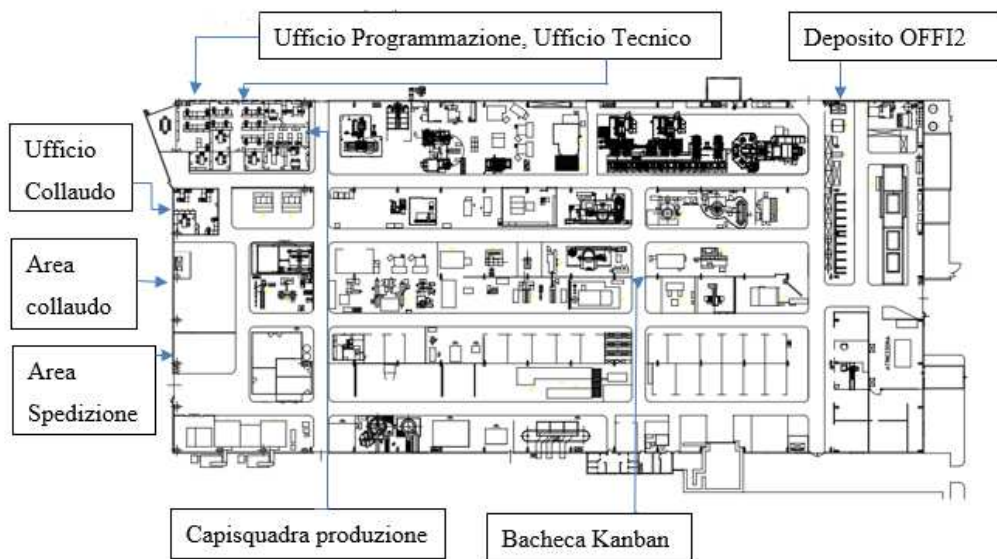 Ufficio Programmazione, Ufficio Tecnico
Deposito OFFI2
Ufficio
Collaudo
Area
collaudo
Area
Spedizione
Capisquadra produzione
Bacheca Kanban